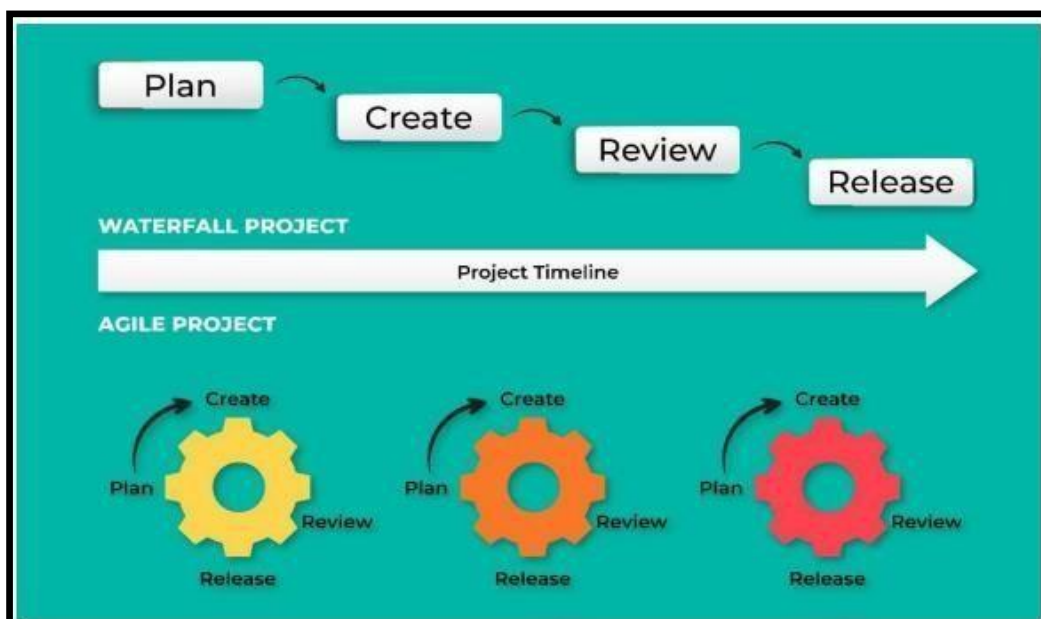 Plan
Create
Review
Release
WATERFALL PROJECT
Project Timeline
AGILE PROJECT
Create
Plan
Review
Release
Create
Plan
Review
Release
Create
Plan
Review
Release